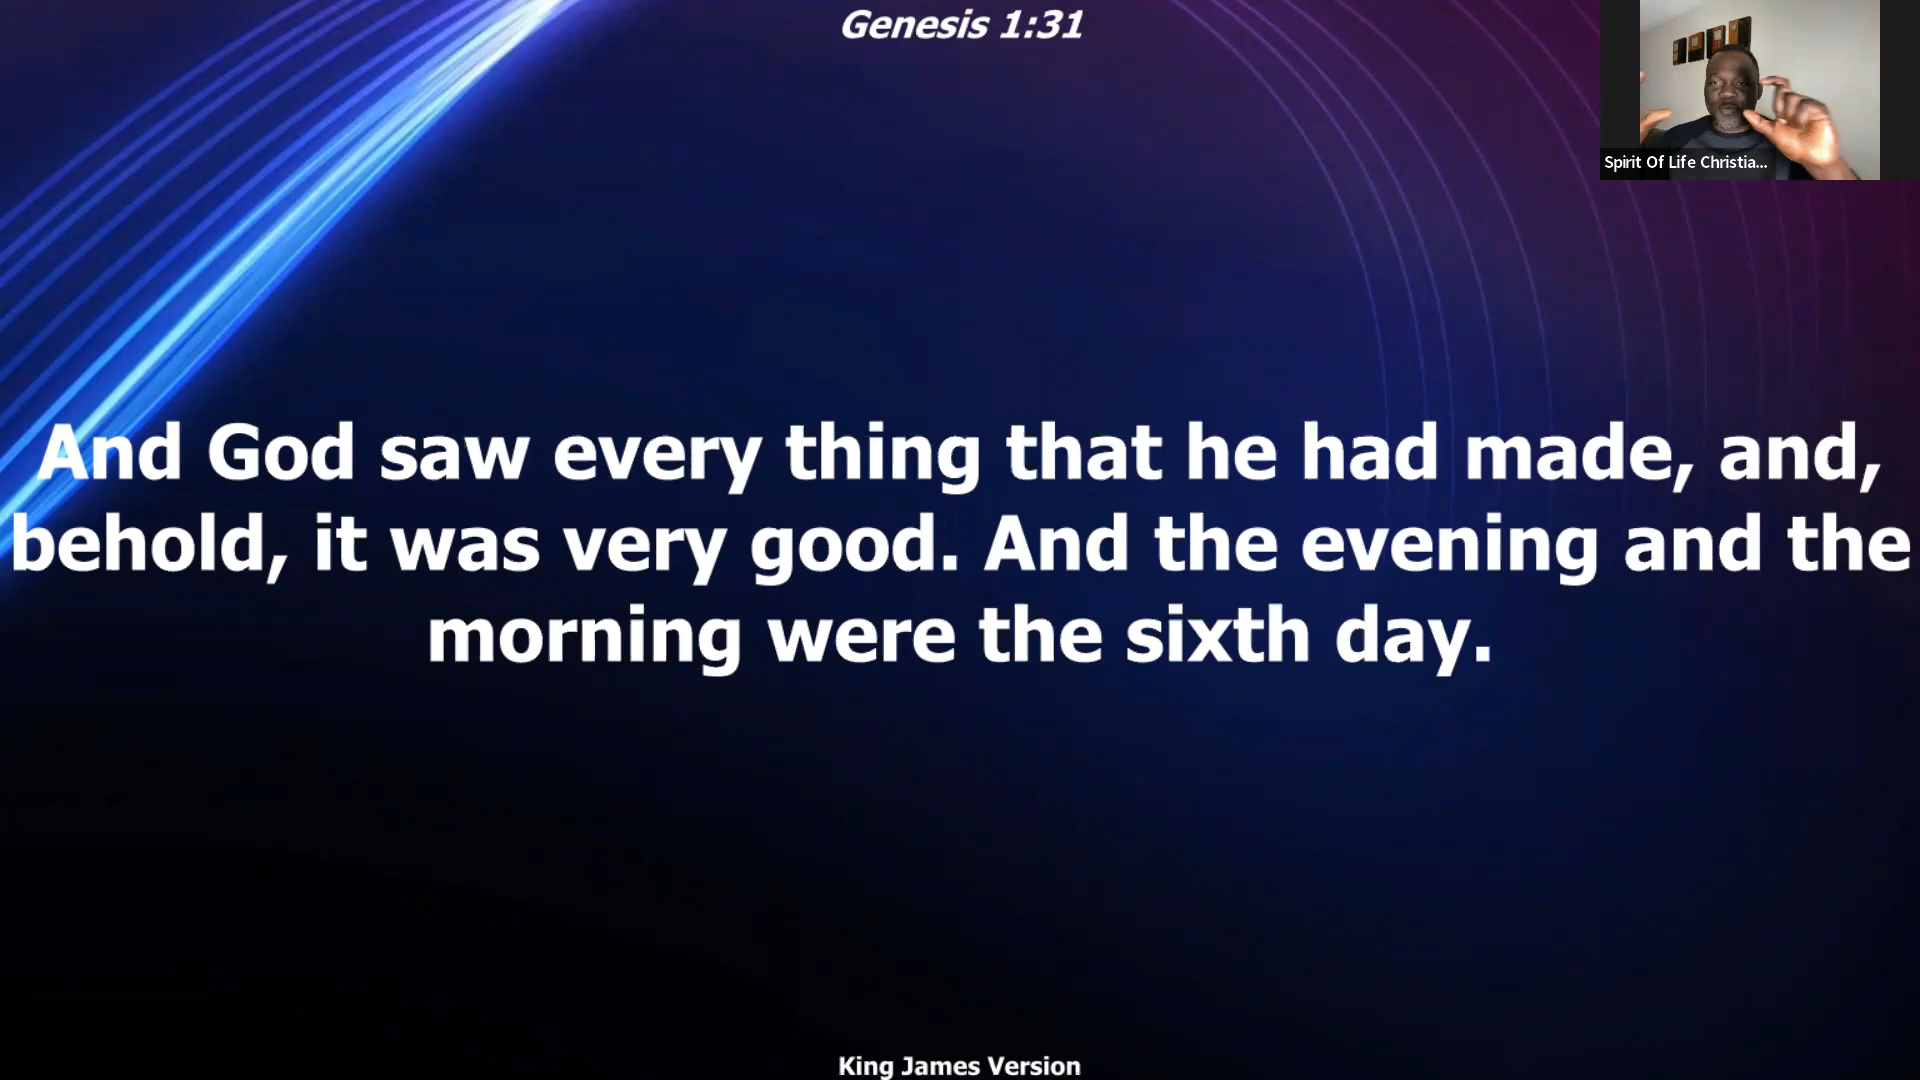 Genesis 1:31
Spirit Of Life Christia...
And God saw every thing that he had made, and,
behold, it was very good. And the evening and the
morning were the sixth day.
King James Version